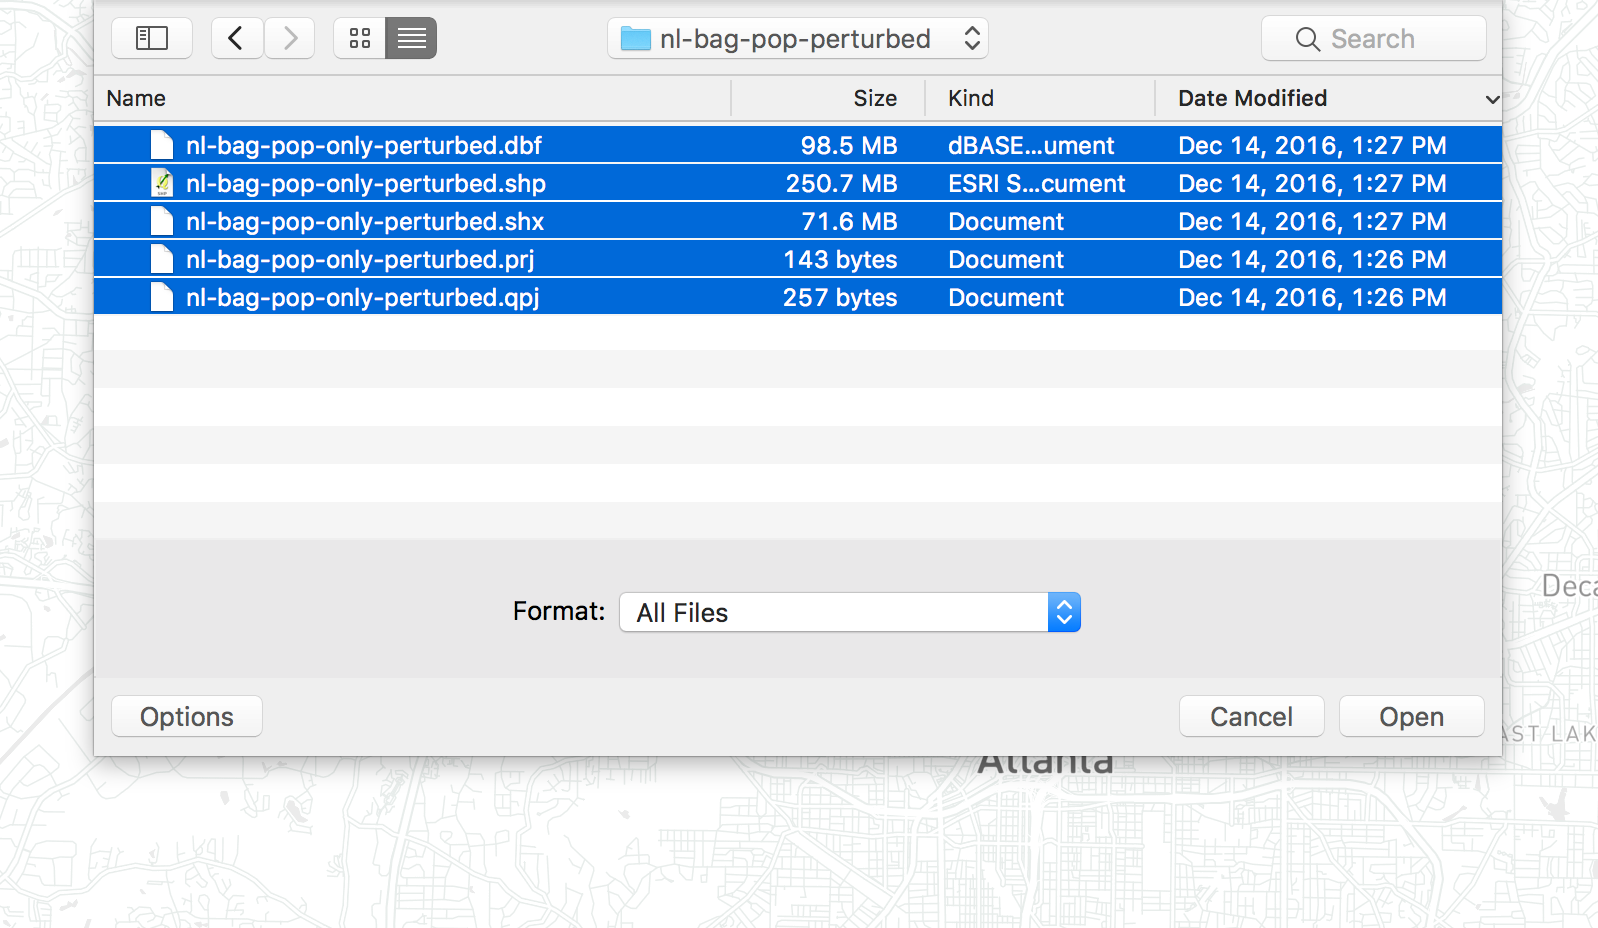 nl-bag-pop-perturbed
Search
Name Size Kind Date Modified
nl-bag-pop-only-perturbed.dbf 98.5 MB dBASE...ument Dec 14, 2016, 1:27 PM
nl-bag-pop-only-perturbed.shp 250.7 MB ESRI S...cument Dec 14, 2016, 1:27 PM
nl-bag-pop-only-perturbed.shx 71.6 MB Document Dec 14, 2016, 1:27 PM
nl-bag-pop-only-perturbed.prj 143 bytes Document Dec 14, 2016, 1:26 PM
nl-bag-pop-only-perturbed.qpj 257 bytes Document Dec 14, 2016, 1:26 PM
Deca
Format: All Files
Options Cancel Open
AST LAK
Atlanta